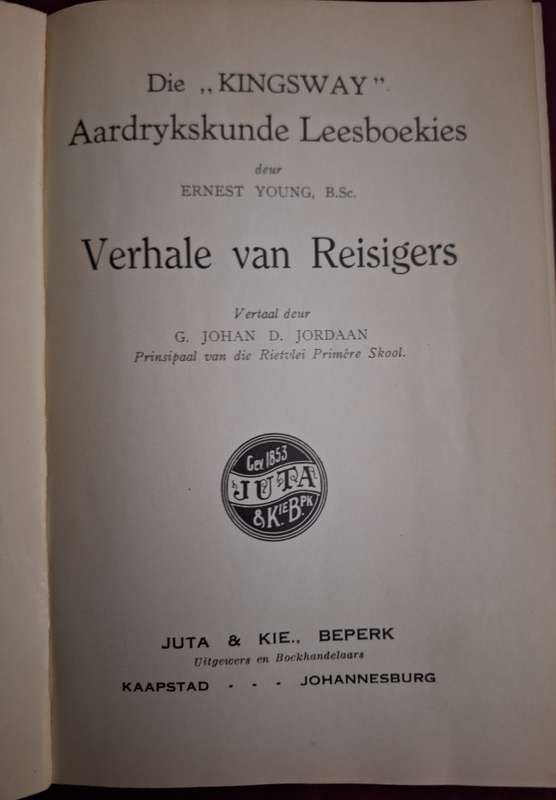 Die „KINGSWAY”
Aardrykskunde Leesboekies
deur
ERNEST YOUNG, B.Sc.
Verhale van Reisigers
Vertaal deur
G. JOHAN D. JORDAAN
Prinsipaal van die Rietvlei Primêre Skool.
Gev 1853
JUTA
& KIE BPK
JUTA & KIE., BEPERK
Uitgewers en Boekhandelaars
KAAPSTAD - - - JOHANNESBURG